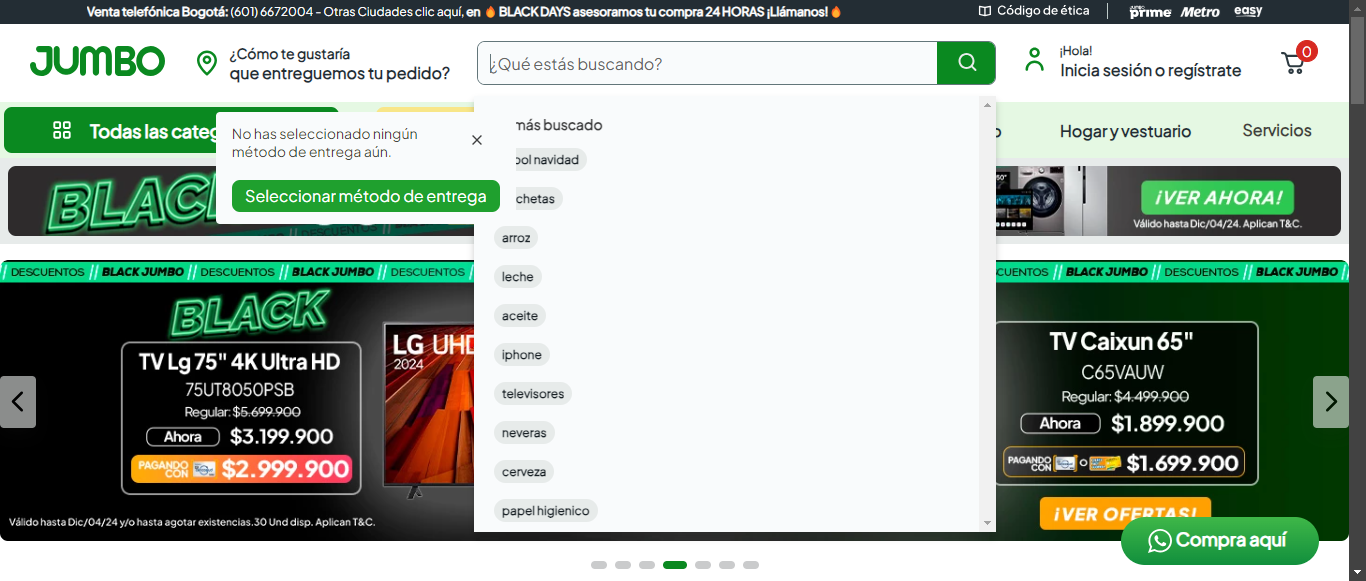 Venta telefónica Bogotá: (601) 6672004 - Otras Ciudades clic aquí, en 🔥 BLACK DAYS asesoramos tu compra 24 HORAS ¡Llámanos!🔥
Código de ética
JUMBO prime
Metro
easy
JUMBO
¿Cómo te gustaría
que entreguemos tu pedido?
¿Qué estás buscando?
¡Hola!
Inicia sesión o regístrate
0
Todas las categ
No has seleccionado ningún
método de entrega aún.
Seleccionar método de entrega
más buscado
ool navidad
chetas
arroz
leche
aceite
iphone
televisores
neveras
cerveza
papel higienico
o
Hogar y vestuario
Servicios
BLACK
DESCUENTOS
50"
¡VER AHORA!
Válido hasta Dic/04/24. Aplican T&C.
DESCUENTOS // BLACK JUMBO // DESCUENTOS // BLACK JUMBO // DESCUENTOS //
CUENTOS // BLACK JUMBO // DESCUENTOS // BLACK JUMBO //
BLACK
TV Lg 75" 4K Ultra HD
75UT8050PSB
Regular: $5.699.900
Ahora $3.199.900
PAGANDO CON $2.999.900
Válido hasta Dic/04/24 y/o hasta agotar existencias.30 Und disp. Aplican T&C.
LG UHD
2024
TV Caixun 65"
C65VAUW
Regular: $4.499.900
Ahora $1.899.900
PAGANDO CON O $1.699.900
¡VER OFERTAS!
Compra aquí